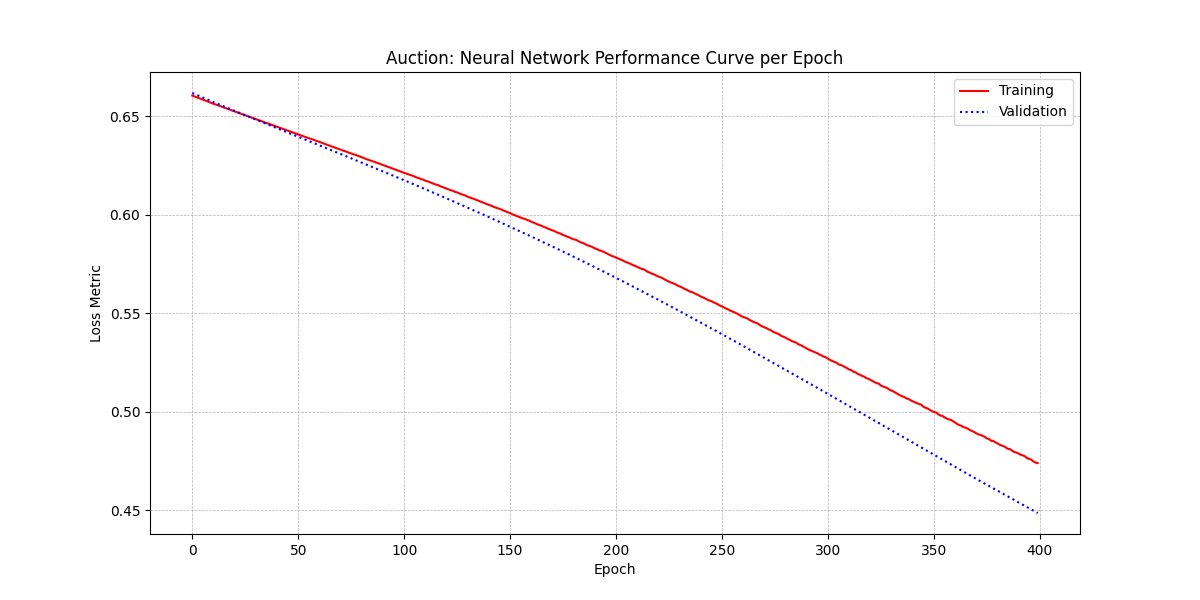 Auction: Neural Network Performance Curve per Epoch
Training
Validation
Loss Metric
0.65
0.60
0.55
0.50
0.45
0 50 100 150 200 250 300 350 400
Epoch